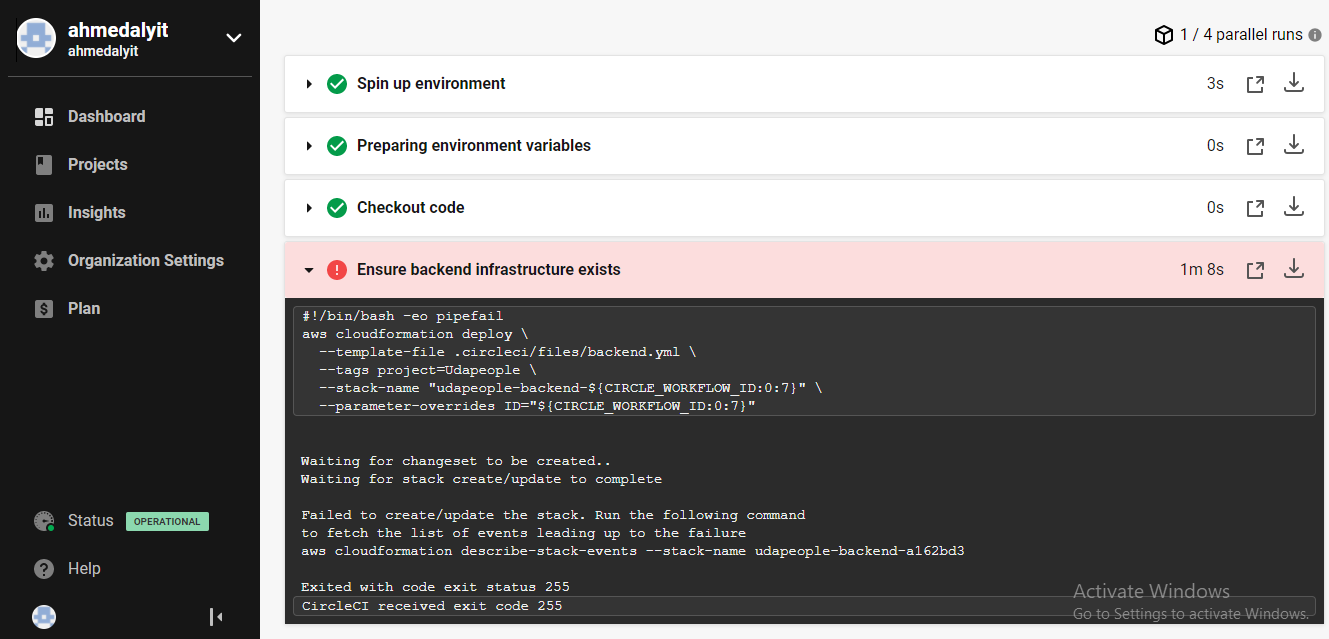 ahmedalyit
ahmedalyit
Dashboard
Projects
Insights
Organization Settings
Plan
Status OPERATIONAL
Help
1 / 4 parallel runs
Spin up environment 3s
Preparing environment variables 0s
Checkout code 0s
Ensure backend infrastructure exists 1m 8s
#!/bin/bash -eo pipefail
aws cloudformation deploy \
--template-file .circleci/files/backend.yml \
--tags project=Udapeople \
--stack-name "udapeople-backend-${CIRCLE_WORKFLOW_ID:0:7}" \
--parameter-overrides ID="${CIRCLE_WORKFLOW_ID:0:7}"
Waiting for changeset to be created..
Waiting for stack create/update to complete
Failed to create/update the stack. Run the following command
to fetch the list of events leading up to the failure
aws cloudformation describe-stack-events --stack-name udapeople-backend-a162bd3
Exited with code exit status 255
CircleCI received exit code 255
Activate Windows
Go to Settings to activate Windows.